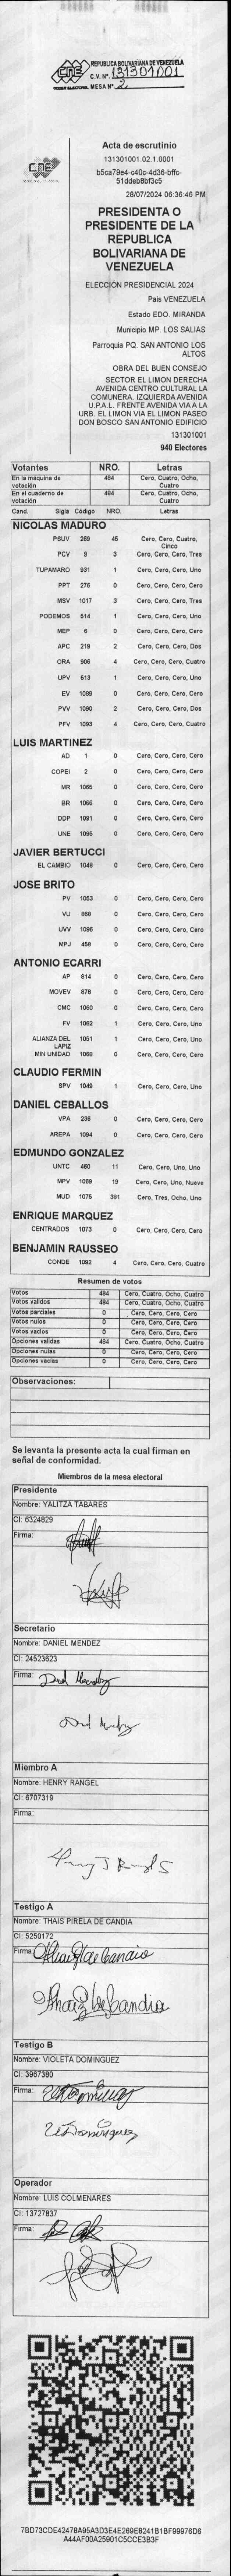 REPUBLICA BOLIVARIANA DE VENEZUELA
CNE
PODER ELECTORAL
C.V. Nº. 131301001
MESA Nº 2
CNE
Acta de escrutinio
131301001.02.1.0001
b5ca79e4-c40c-4d36-bffc-
51ddeb8bf3c5
28/07/2024 06:36:46 PM
PRESIDENTA O
PRESIDENTE DE LA
REPUBLICA
BOLIVARIANA DE
VENEZUELA
ELECCIÓN PRESIDENCIAL 2024
Pais VENEZUELA
Estado EDO. MIRANDA
Municipio MP. LOS SALIAS
Parroquia PQ. SAN ANTONIO LOS
ALTOS
OBRA DEL BUEN CONSEJO
SECTOR EL LIMON DERECHA
AVENIDA CENTRO CULTURAL LA
COMUNERA. IZQUIERDA AVENIDA
U.P.A.L. FRENTE AVENIDA VIA A LA
URB. EL LIMON VIA EL LIMON PASEO
DON BOSCO SAN ANTONIO EDIFICIO
131301001
940 Electores
Votantes NRO. Letras
En la máquina de votación 484 Cero, Cuatro, Ocho, Cuatro
En el cuaderno de votación 484 Cero, Cuatro, Ocho, Cuatro
Cand. Sigla Código NRO. Letras
NICOLAS MADURO
PSUV 269 45 Cero, Cero, Cuatro, Cinco
PCV 9 3 Cero, Cero, Cero, Tres
TUPAMARO 931 1 Cero, Cero, Cero, Uno
PPT 276 0 Cero, Cero, Cero, Cero
MSV 1017 3 Cero, Cero, Cero, Tres
PODEMOS 514 1 Cero, Cero, Cero, Uno
MEP 6 0 Cero, Cero, Cero, Cero
APC 219 2 Cero, Cero, Cero, Dos
ORA 906 4 Cero, Cero, Cero, Cuatro
UPV 613 1 Cero, Cero, Cero, Uno
EV 1089 0 Cero, Cero, Cero, Cero
PVV 1090 2 Cero, Cero, Cero, Dos
PFV 1093 4 Cero, Cero, Cero, Cuatro
LUIS MARTINEZ
AD 1 0 Cero, Cero, Cero, Cero
COPEI 2 0 Cero, Cero, Cero, Cero
MR 1065 0 Cero, Cero, Cero, Cero
BR 1066 0 Cero, Cero, Cero, Cero
DDP 1091 0 Cero, Cero, Cero, Cero
UNE 1095 0 Cero, Cero, Cero, Cero
JAVIER BERTUCCI
EL CAMBIO 1048 0 Cero, Cero, Cero, Cero
JOSE BRITO
PV 1053 0 Cero, Cero, Cero, Cero
VU 868 0 Cero, Cero, Cero, Cero
UVV 1096 0 Cero, Cero, Cero, Cero
MPJ 458 0 Cero, Cero, Cero, Cero
ANTONIO ECARRI
AP 814 0 Cero, Cero, Cero, Cero
MOVEV 878 0 Cero, Cero, Cero, Cero
CMC 1050 0 Cero, Cero, Cero, Cero
FV 1062 1 Cero, Cero, Cero, Uno
ALIANZA DEL LAPIZ 1051 1 Cero, Cero, Cero, Uno
MIN UNIDAD 1068 0 Cero, Cero, Cero, Cero
CLAUDIO FERMIN
SPV 1049 1 Cero, Cero, Cero, Uno
DANIEL CEBALLOS
VPA 236 0 Cero, Cero, Cero, Cero
AREPA 1094 0 Cero, Cero, Cero, Cero
EDMUNDO GONZALEZ
UNTC 460 11 Cero, Cero, Uno, Uno
MPV 1069 19 Cero, Cero, Uno, Nueve
MUD 1075 381 Cero, Tres, Ocho, Uno
ENRIQUE MARQUEZ
CENTRADOS 1073 0 Cero, Cero, Cero, Cero
BENJAMIN RAUSSEO
CONDE 1092 4 Cero, Cero, Cero, Cuatro
Resumen de votos
Votos 484 Cero, Cuatro, Ocho, Cuatro
Votos validos 484 Cero, Cuatro, Ocho, Cuatro
Votos parciales 0 Cero, Cero, Cero, Cero
Votos nulos 0 Cero, Cero, Cero, Cero
Votos vacios 0 Cero, Cero, Cero, Cero
Opciones validas 484 Cero, Cuatro, Ocho, Cuatro
Opciones nulas 0 Cero, Cero, Cero, Cero
Opciones vacias 0 Cero, Cero, Cero, Cero
Observaciones:
Se levanta la presente acta la cual firman en
señal de conformidad.
Miembros de la mesa electoral
Presidente
Nombre: YALITZA TABARES
CI: 6324829
Firma:
Secretario
Nombre: DANIEL MENDEZ
CI: 24523623
Firma:
Miembro A
Nombre: HENRY RANGEL
CI: 6707319
Firma:
Testigo A
Nombre: THAIS PIRELA DE CANDIA
CI: 5250172
Firma:
Testigo B
Nombre: VIOLETA DOMINGUEZ
CI: 3967380
Firma:
Operador
Nombre: LUIS COLMENARES
CI: 13727837
Firma:
7BD73CDE42478A95A3D3E4E269E8241B1BF99976D6
A44AF00A25901C5CCE3B3F